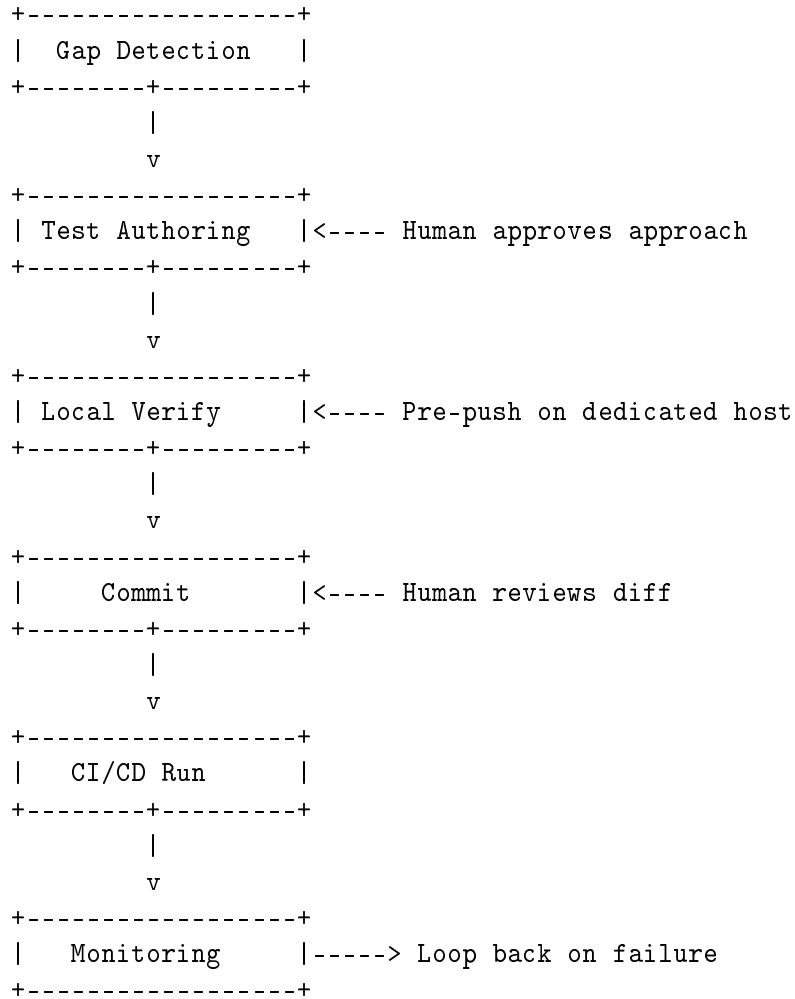 Gap Detection
Test Authoring <---- Human approves approach
Local Verify <---- Pre-push on dedicated host
Commit <---- Human reviews diff
CI/CD Run
Monitoring -----> Loop back on failure